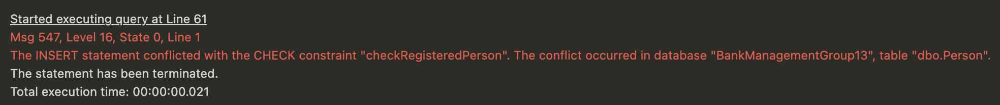 Started executing query at Line 61
Msg 547, Level 16, State 0, Line 1
The INSERT statement conflicted with the CHECK constraint "checkRegisteredPerson". The conflict occurred in database "BankManagementGroup13", table "dbo.Person".
The statement has been terminated.
Total execution time: 00:00:00.021